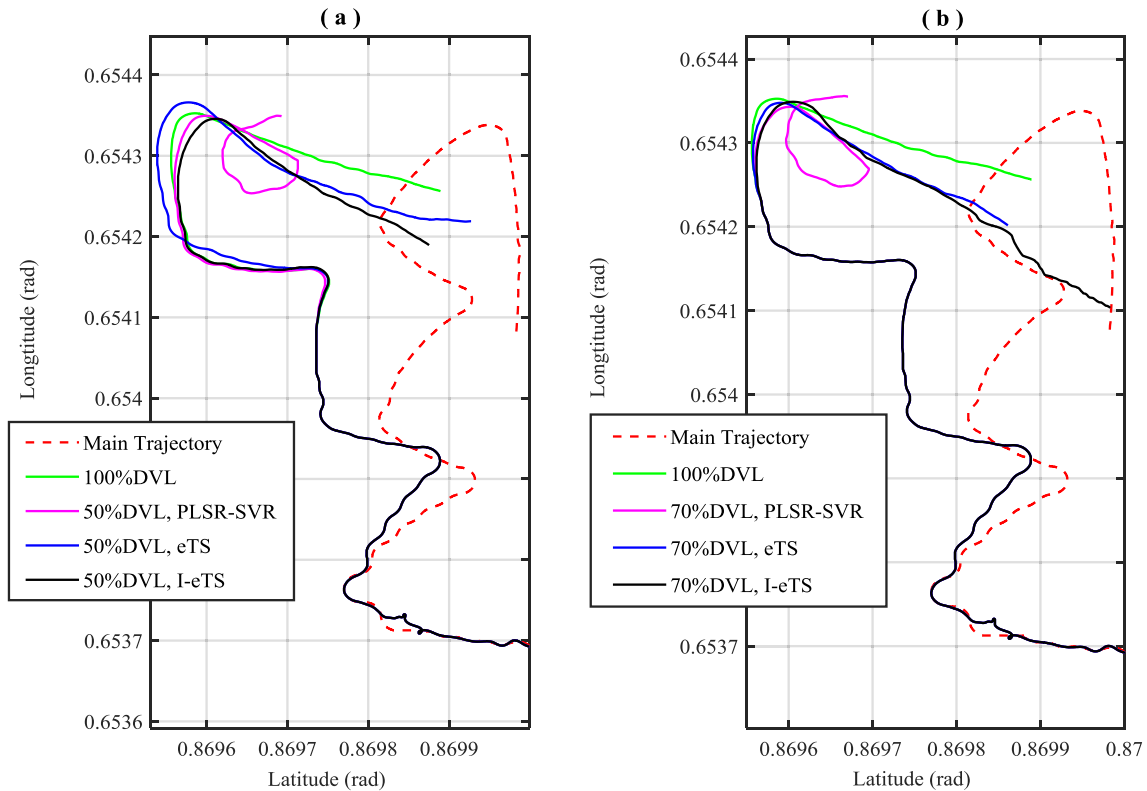 ( a )
0.6544
0.6543
0.6542
0.6541
0.654
0.6537
0.6536
Longtitude (rad)
Main Trajectory
100%DVL
50%DVL, PLSR-SVR
50%DVL, eTS
50%DVL, I-eTS
0.8696
0.8697
0.8698
0.8699
Latitude (rad)
( b )
0.6544
0.6543
0.6542
0.6541
0.654
0.6537
Longtitude (rad)
Main Trajectory
100%DVL
70%DVL, PLSR-SVR
70%DVL, eTS
70%DVL, I-eTS
0.8696
0.8697
0.8698
0.8699
0.87
Latitude (rad)